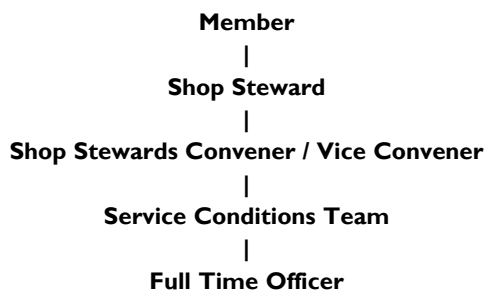 Member
|
Shop Steward
|
Shop Stewards Convener / Vice Convener
|
Service Conditions Team
|
Full Time Officer